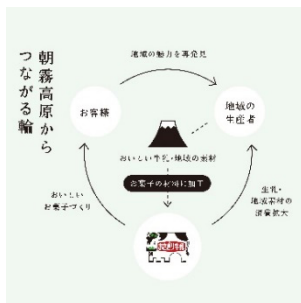 朝霧高原から
つながる輪
地域の魅力を再発見
お客様
地域の
生産者
おいしい牛乳・地域の素材
お菓子の材料に加工
おいしい
お菓子づくり
生乳・
地域素材の
消費拡大